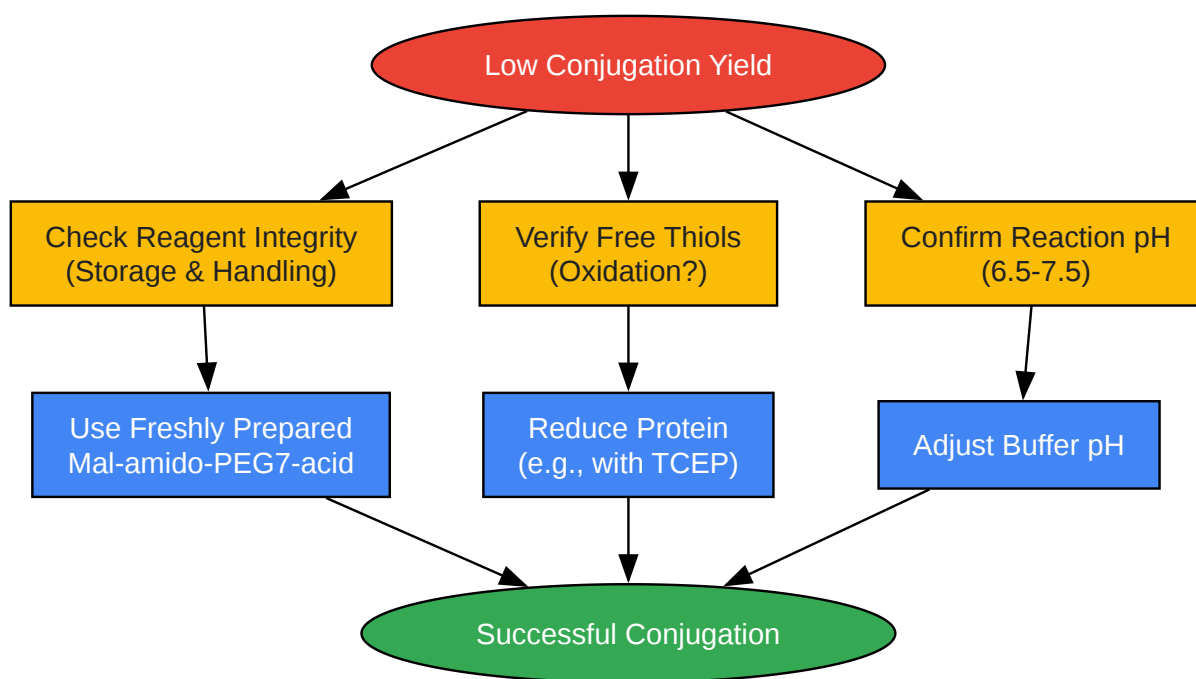 Low Conjugation Yield
Check Reagent Integrity
(Storage & Handling)
Verify Free Thiols
(Oxidation?)
Confirm Reaction pH
(6.5-7.5)
Use Freshly Prepared
Mal-amido-PEG7-acid
Reduce Protein
(e.g., with TCEP)
Adjust Buffer pH
Successful Conjugation